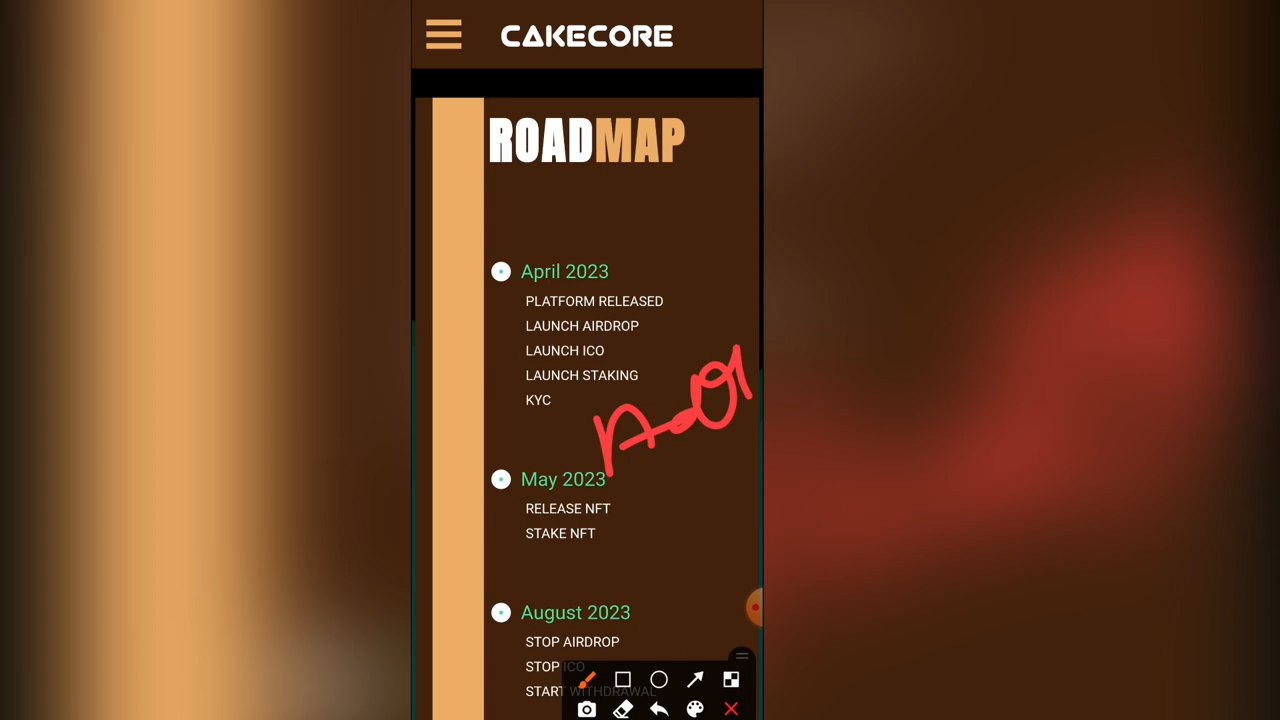 CAKECORE
ROADMAP
April 2023
PLATFORM RELEASED
LAUNCH AIRDROP
LAUNCH ICO
LAUNCH STAKING
KYC
May 2023
RELEASE NFT
STAKE NFT
August 2023
STOP AIRDROP
STOP ICO
START WITHDRAWAL